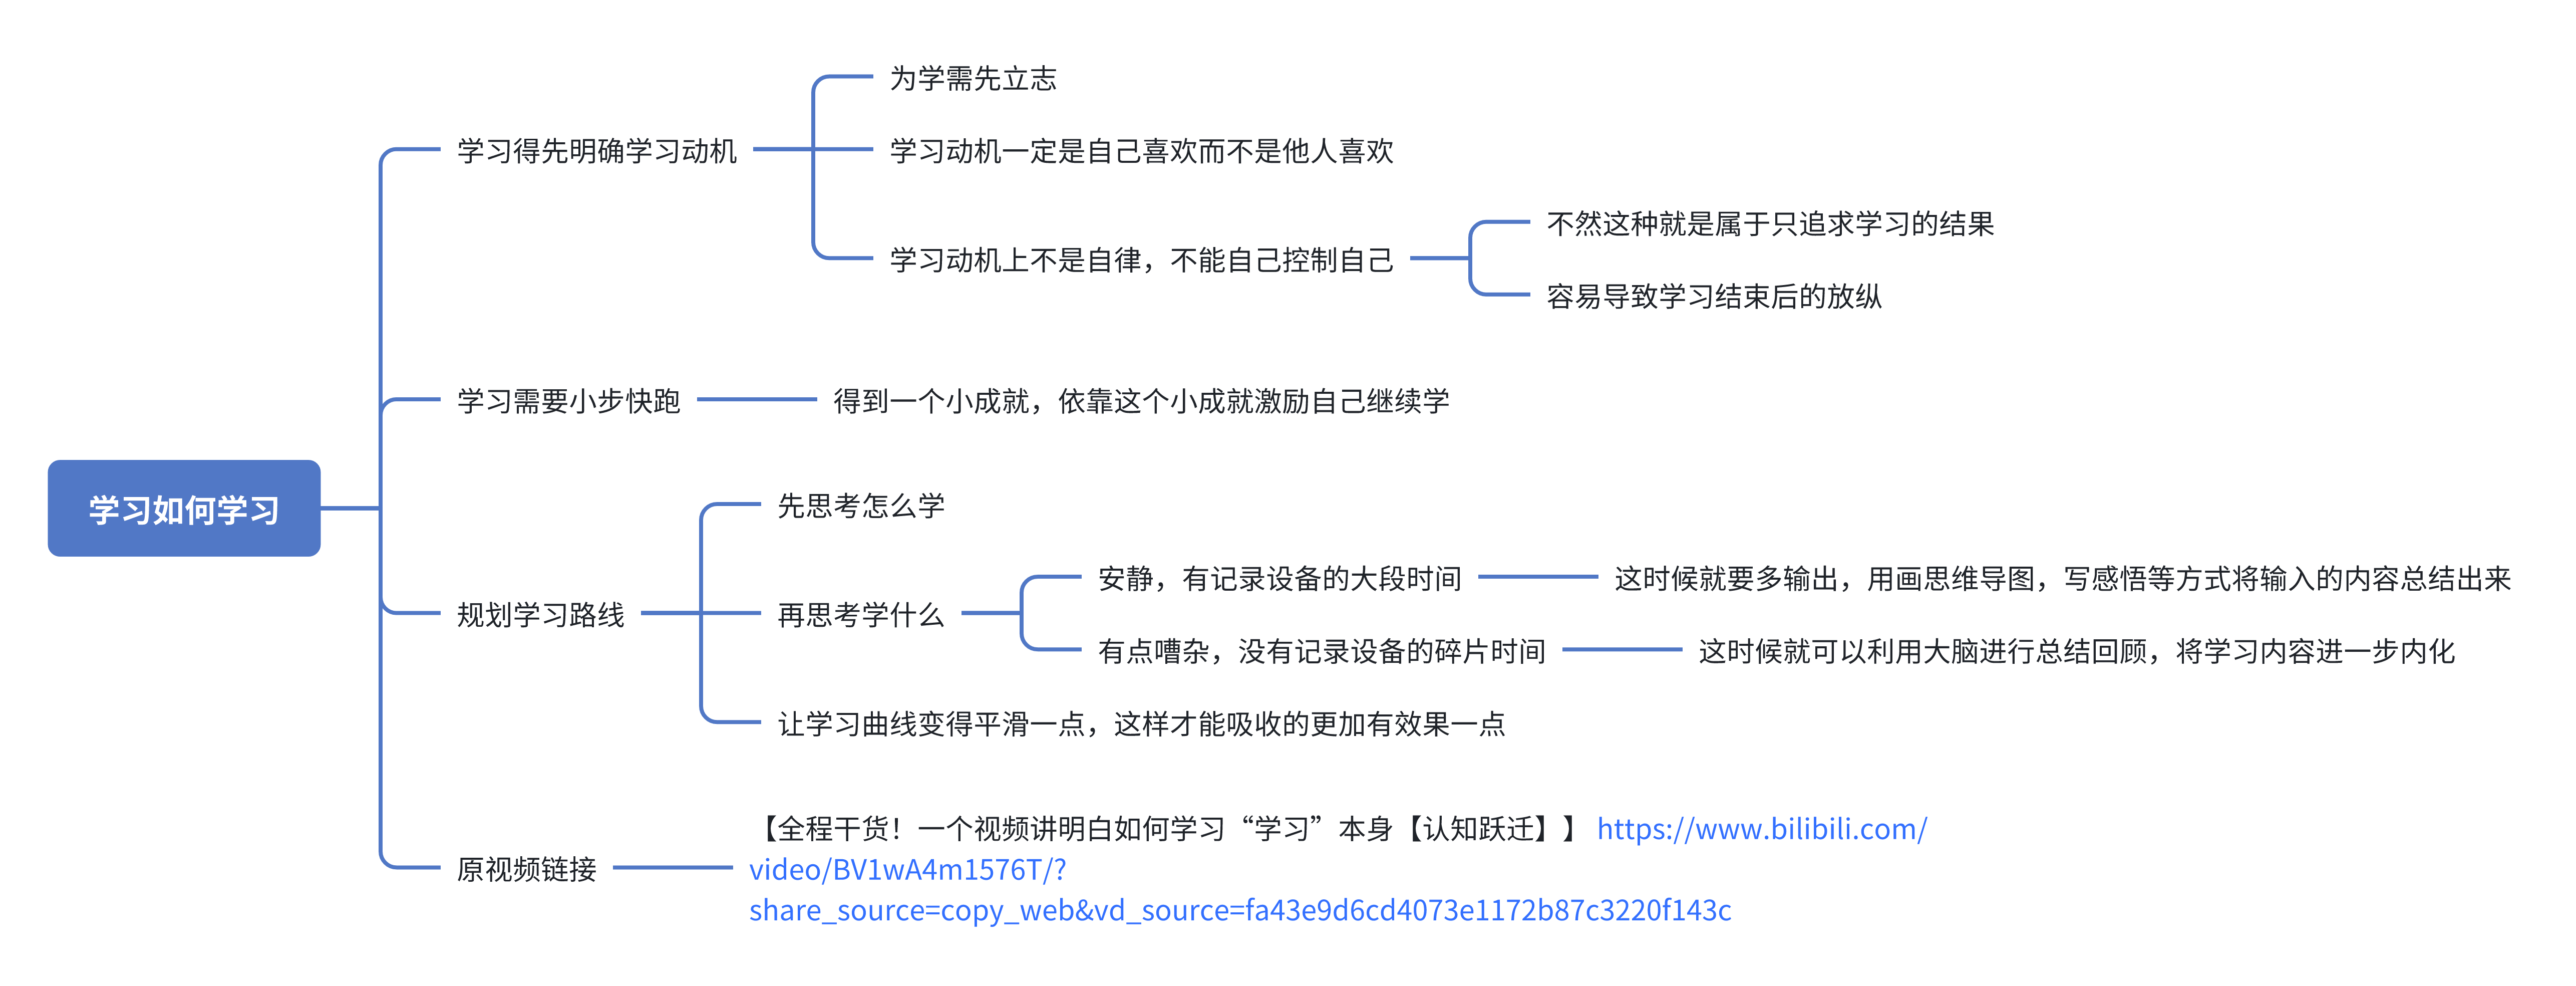 学习如何学习
学习得先明确学习动机
为学需先立志
学习动机一定是自己喜欢而不是他人喜欢
学习动机上不是自律，不能自己控制自己
不然这种就是属于只追求学习的结果
容易导致学习结束后的放纵
学习需要小步快跑
得到一个小成就，依靠这个小成就激励自己继续学
规划学习路线
先思考怎么学
再思考学什么
安静，有记录设备的大段时间
这时候就要多输出，用画思维导图，写感悟等方式将输入的内容总结出来
有点嘈杂，没有记录设备的碎片时间
这时候就可以利用大脑进行总结回顾，将学习内容进一步内化
让学习曲线变得平滑一点，这样才能吸收的更加有效果一点
原视频链接
【全程干货！一个视频讲明白如何学习“学习”本身【认知跃迁】】 https://www.bilibili.com/
video/BV1wA4m1576T/?
share_source=copy_web&vd_source=fa43e9d6cd4073e1172b87c3220f143c